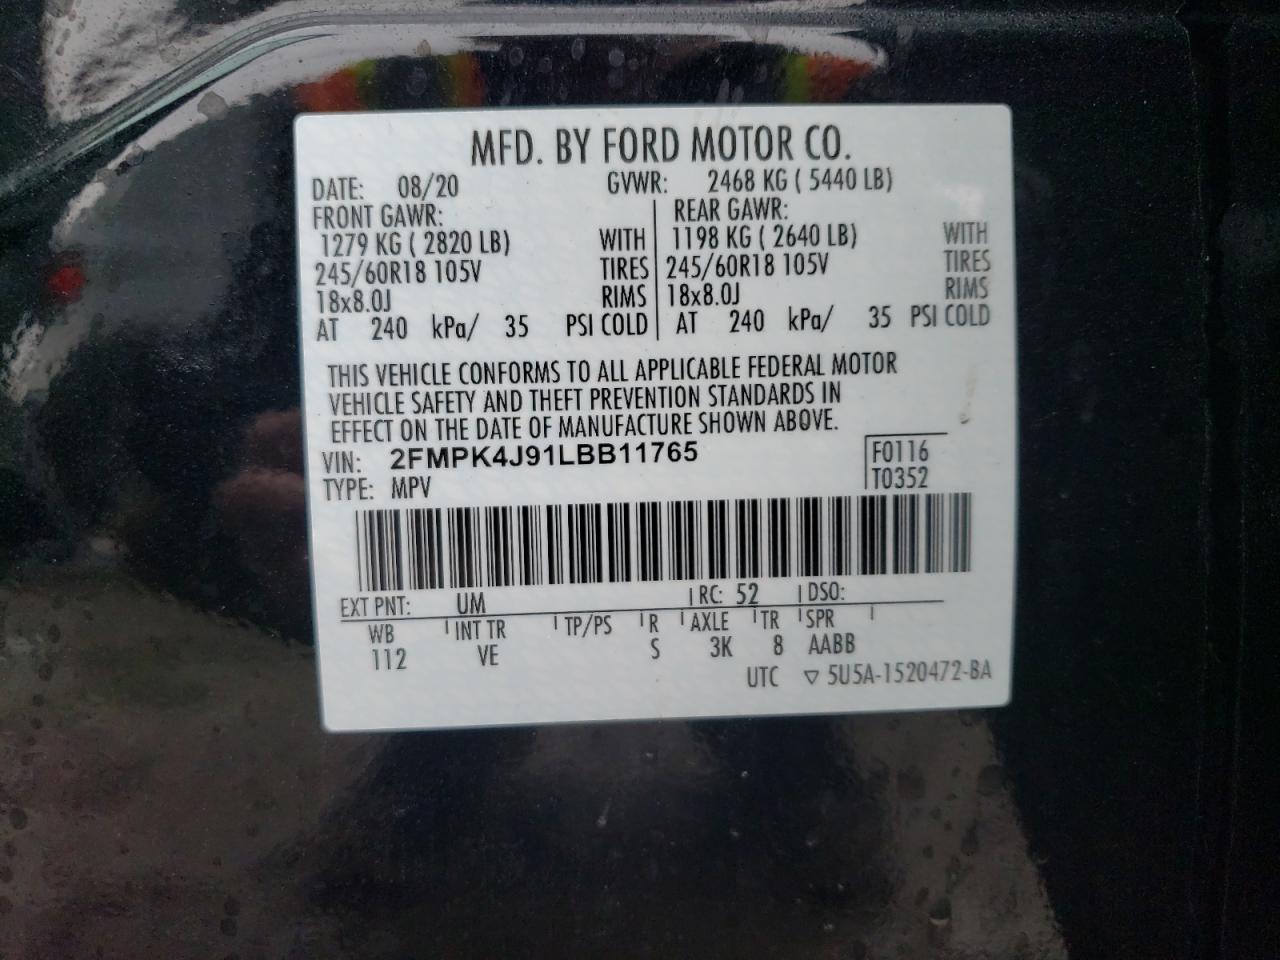 MFD. BY FORD MOTOR CO.
DATE: 08/20 GVWR: 2468 KG ( 5440 LB)
FRONT GAWR: REAR GAWR:
1279 KG ( 2820 LB) WITH 1198 KG ( 2640 LB) WITH
245/60R18 105V TIRES 245/60R18 105V TIRES
18x8.0J RIMS 18x8.0J RIMS
AT 240 kPa/ 35 PSI COLD AT 240 kPa/ 35 PSI COLD
THIS VEHICLE CONFORMS TO ALL APPLICABLE FEDERAL MOTOR
VEHICLE SAFETY AND THEFT PREVENTION STANDARDS IN
EFFECT ON THE DATE OF MANUFACTURE SHOWN ABOVE.
VIN: 2FMPK4J91LBB11765 F0116
TYPE: MPV T0352
EXT PNT: UM RC: 52 DSO:
WB INT TR TP/PS R AXLE TR SPR
112 VE S 3K 8 AABB
UTC ▽ 5U5A-1520472-BA